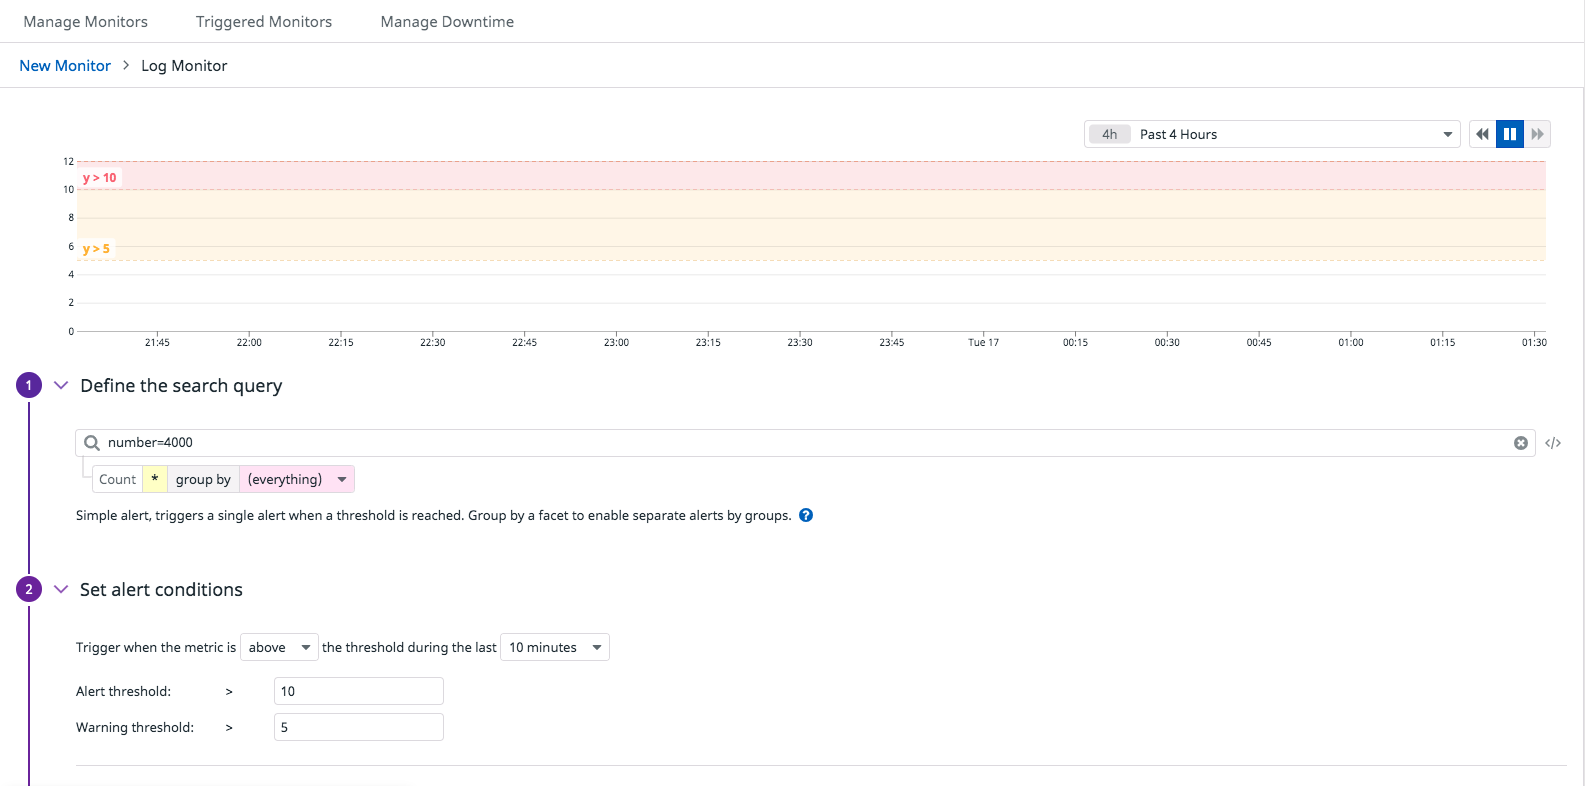 Manage Monitors Triggered Monitors Manage Downtime
New Monitor > Log Monitor
4h Past 4 Hours
12
y > 10
10
8
6
y > 5
4
2
0
21:45 22:00 22:15 22:30 22:45 23:00 23:15 23:30 23:45 Tue 17 00:15 00:30 00:45 01:00 01:15 01:30
1 Define the search query
number=4000 </>
Count * group by (everything)
Simple alert, triggers a single alert when a threshold is reached. Group by a facet to enable separate alerts by groups. ?
2 Set alert conditions
Trigger when the metric is above the threshold during the last 10 minutes
Alert threshold: > 10
Warning threshold: > 5